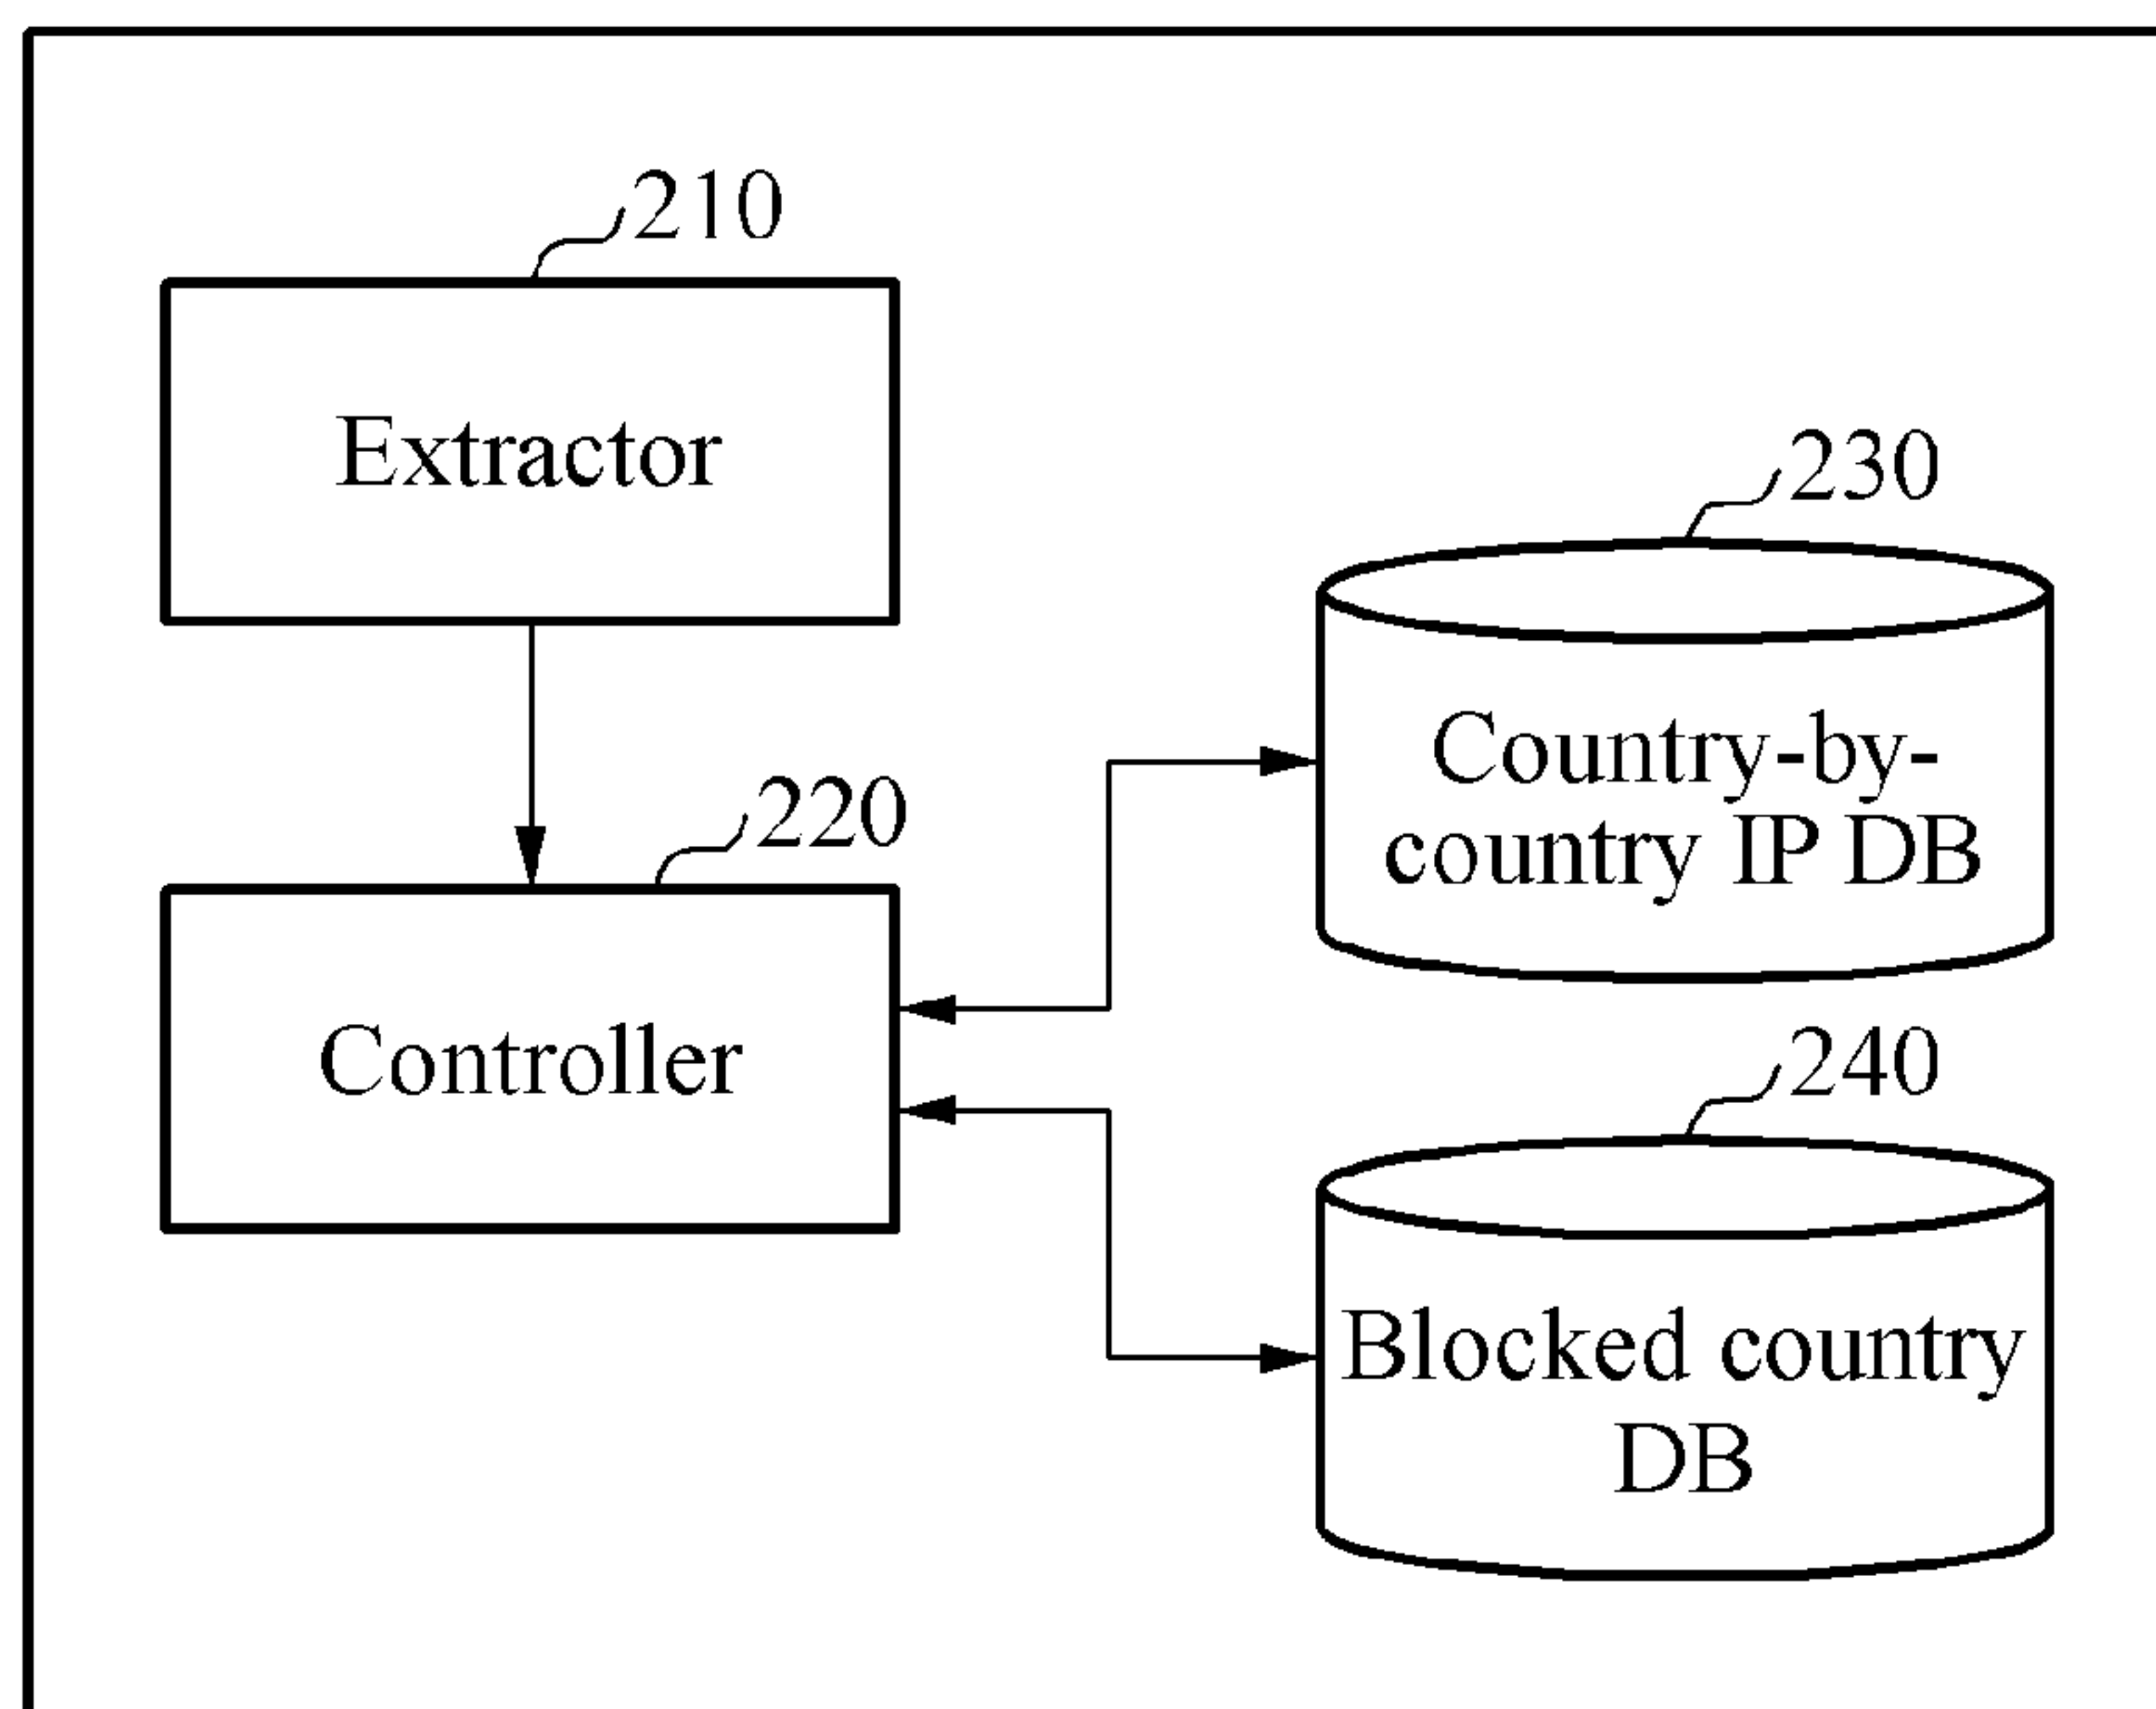 210
Extractor
230
Country-by-
country IP DB
220
Controller
240
Blocked country
DB